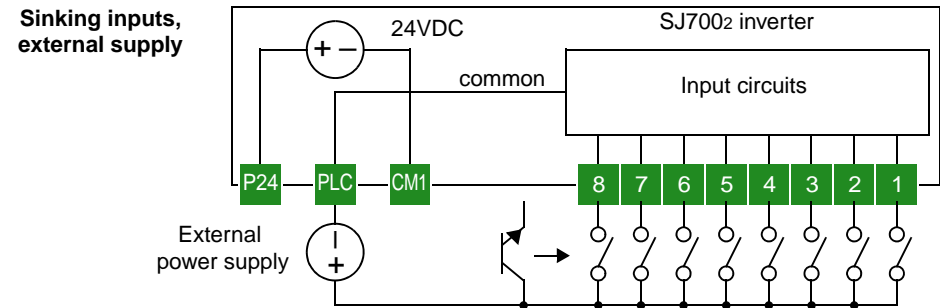 Sinking inputs,
external supply
24VDC
SJ7002 inverter
+ –
common
Input circuits
P24 PLC CM1 8 7 6 5 4 3 2 1
External
power supply
–
+